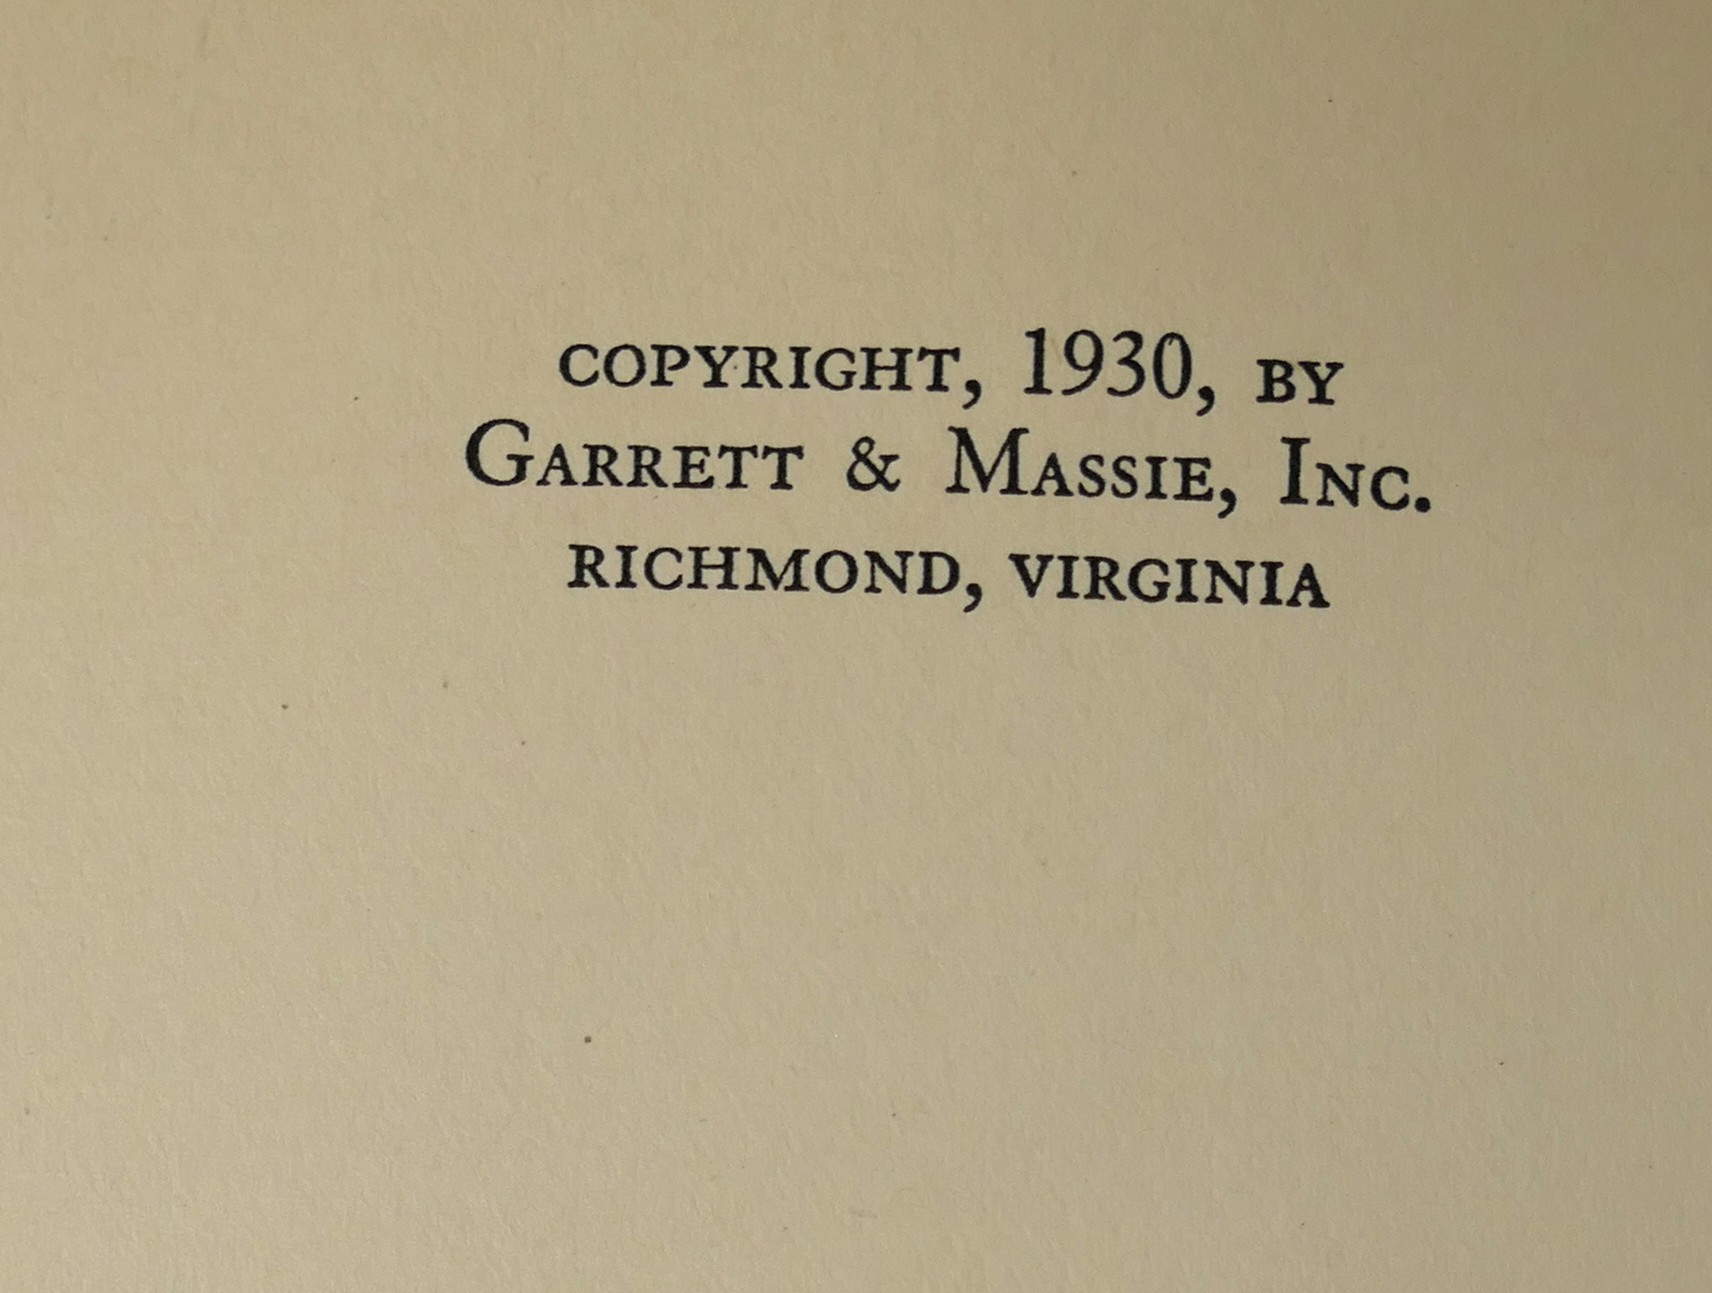 COPYRIGHT, 1930, BY
GARRETT & MASSIE, INC.
RICHMOND, VIRGINIA